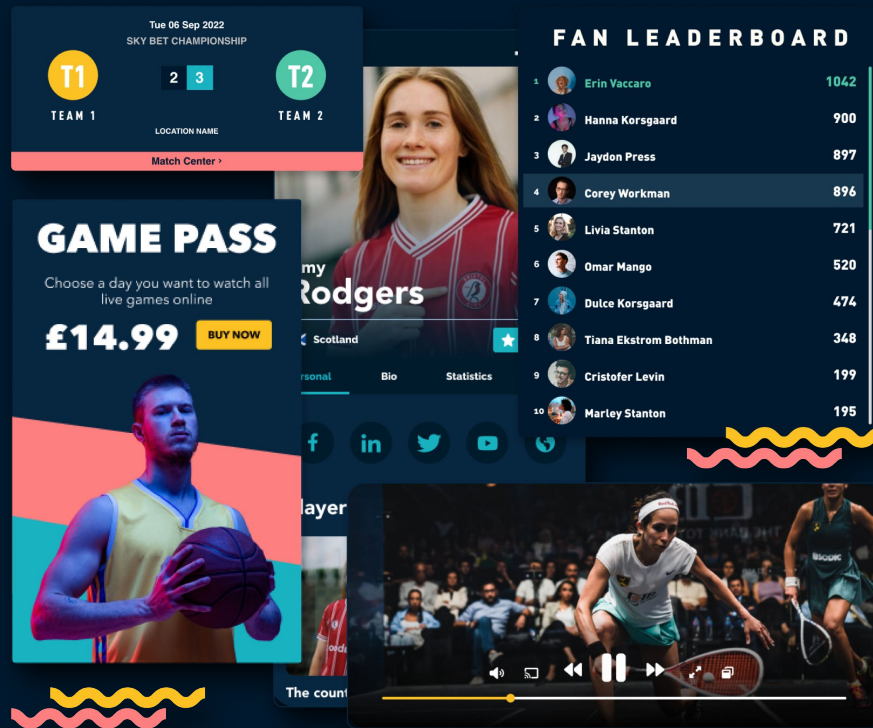 Tue 06 Sep 2022
SKY BET CHAMPIONSHIP
T1
2 3
T2
TEAM 1
TEAM 2
LOCATION NAME
Match Center ›
GAME PASS
Choose a day you want to watch all
live games online
£14.99
BUY NOW
my
Rodgers
Scotland
rsonal
Bio
Statistics
layer
The count
FAN LEADERBOARD
1 Erin Vaccaro 1042
2 Hanna Korsgaard 900
3 Jaydon Press 897
4 Corey Workman 896
5 Livia Stanton 721
6 Omar Mango 520
7 Dulce Korsgaard 474
8 Tiana Ekstrom Bothman 348
9 Cristofer Levin 199
10 Marley Stanton 195